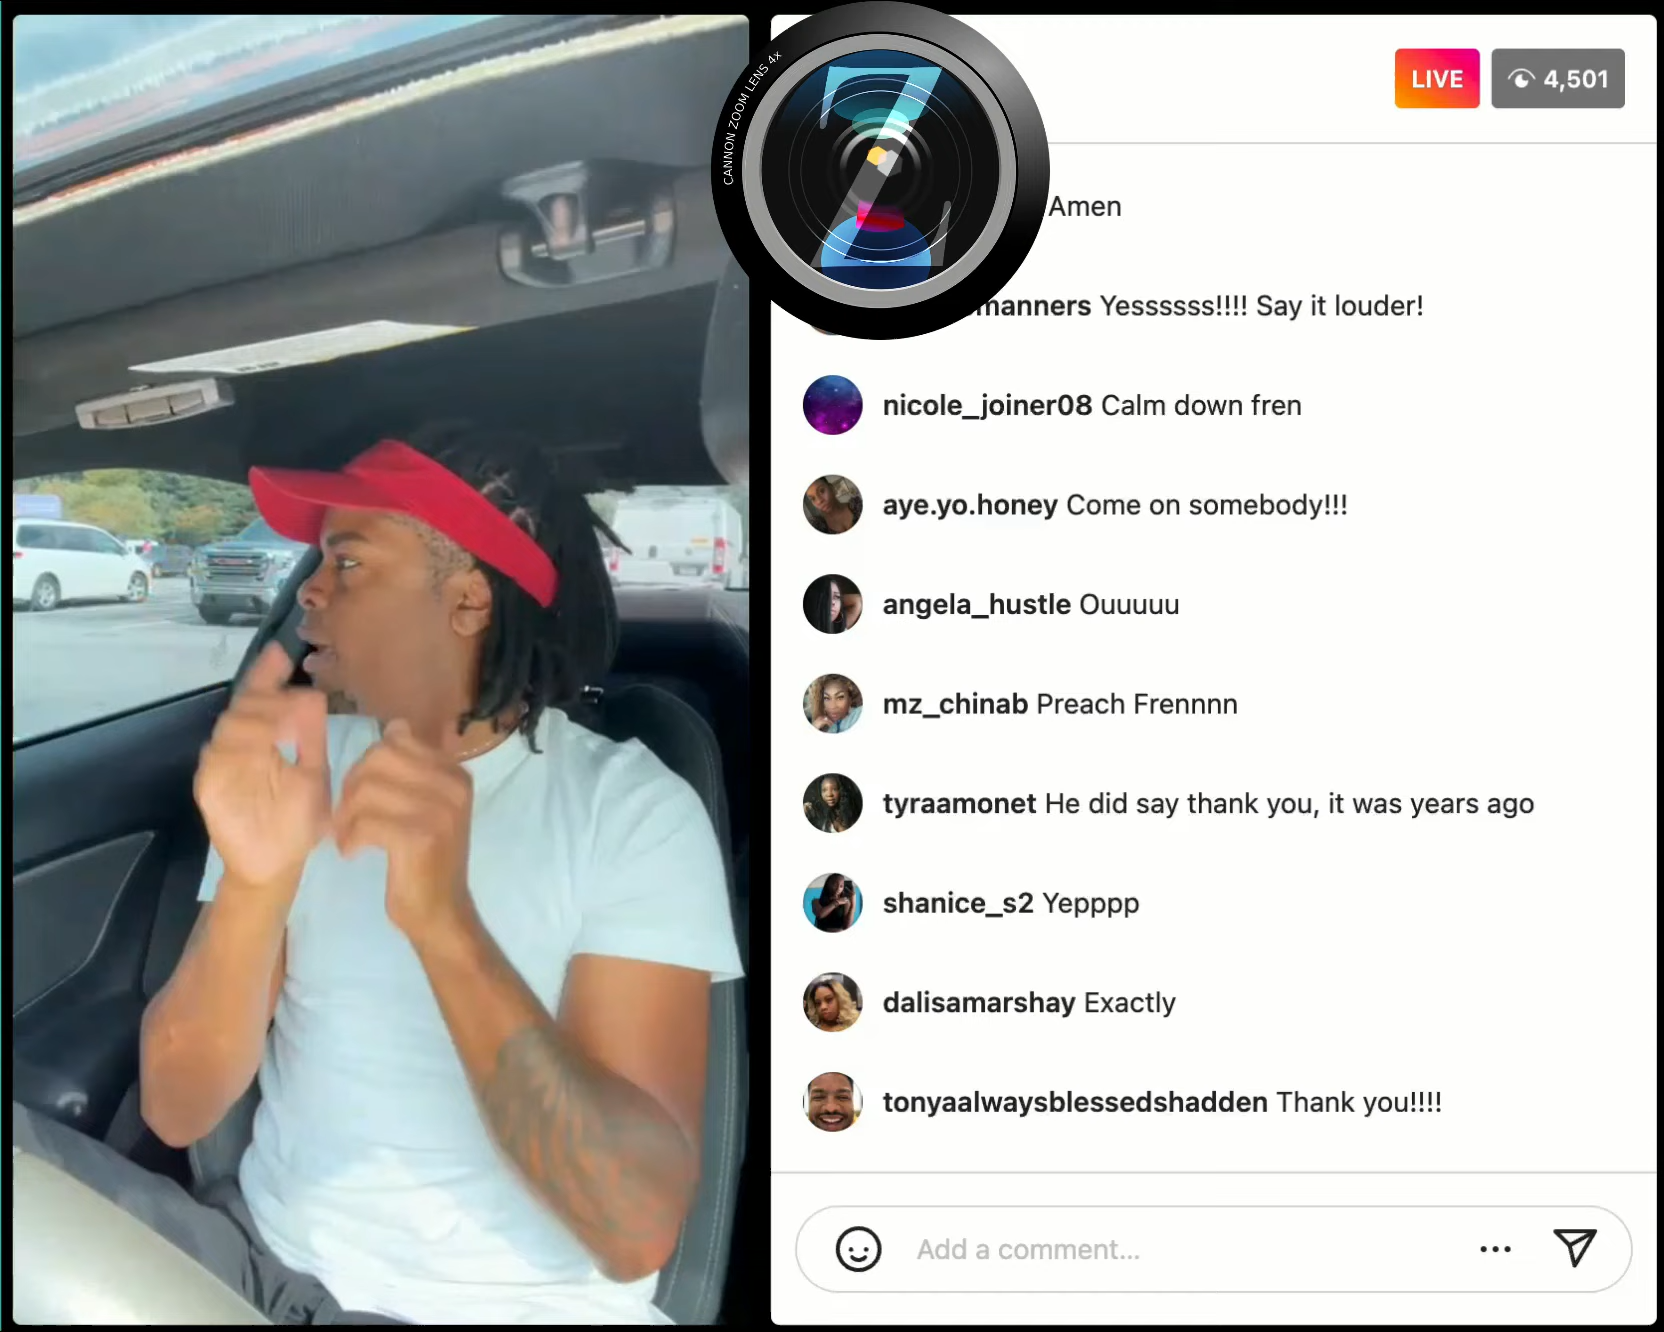 CANNON ZOOM LENS 4x
Z
LIVE
4,501
Amen
manners Yessssss!!!! Say it louder!
nicole_joiner08 Calm down fren
aye.yo.honey Come on somebody!!!
angela_hustle Ouuuuu
mz_chinab Preach Frennnn
tyraamonet He did say thank you, it was years ago
shanice_s2 Yepppp
dalisamarshay Exactly
tonyaalwaysblessedshadden Thank you!!!!
Add a comment...